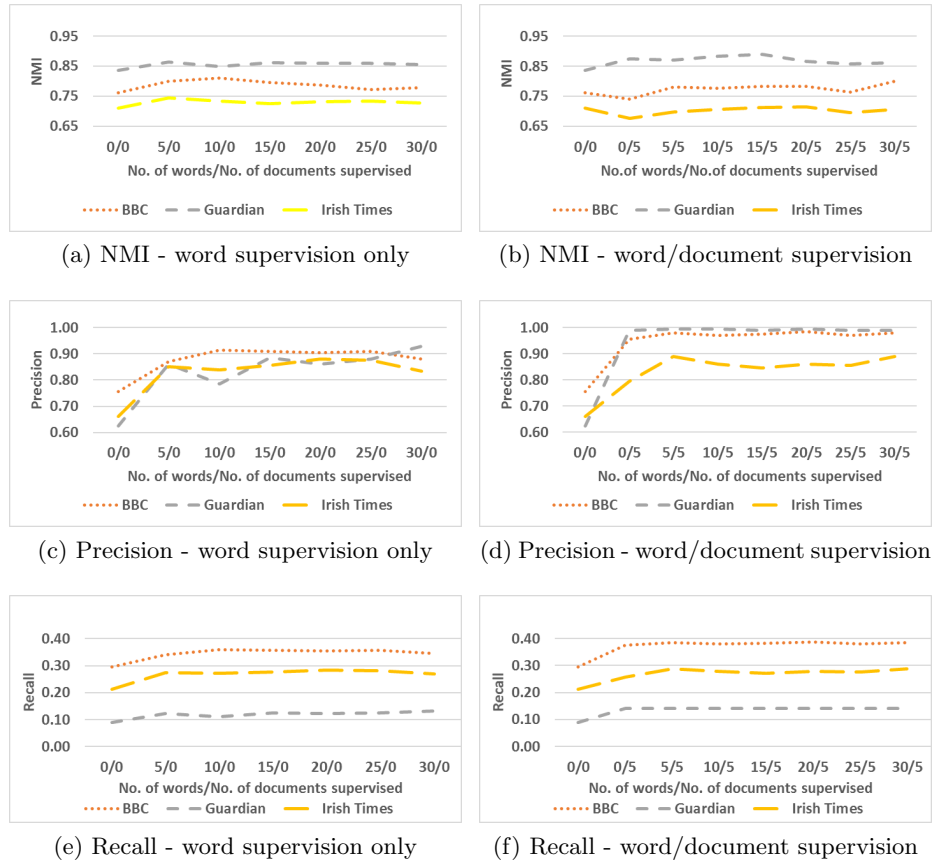 0.95
0.85
0.75
0.65
NMI
0/0 5/0 10/0 15/0 20/0 25/0 30/0
No. of words/No. of documents supervised
BBC Guardian Irish Times
(a) NMI - word supervision only
0.95
0.85
0.75
0.65
NMI
0/0 0/5 5/5 10/5 15/5 20/5 25/5 30/5
No.of words/No.of documents supervised
BBC Guardian Irish Times
(b) NMI - word/document supervision
1.00
0.90
0.80
0.70
0.60
Precision
0/0 5/0 10/0 15/0 20/0 25/0 30/0
No. of words/No. of documents supervised
BBC Guardian Irish Times
(c) Precision - word supervision only
1.00
0.90
0.80
0.70
0.60
Precision
0/0 0/5 5/5 10/5 15/5 20/5 25/5 30/5
No. of words/No. of documents supervised
BBC Guardian Irish Times
(d) Precision - word/document supervision
0.40
0.30
0.20
0.10
0.00
Recall
0/0 5/0 10/0 15/0 20/0 25/0 30/0
No. of words/No. of documents supervised
BBC Guardian Irish Times
(e) Recall - word supervision only
0.40
0.30
0.20
0.10
0.00
Recall
0/0 0/5 5/5 10/5 15/5 20/5 25/5 30/5
No. of words/No. of documents supervised
BBC Guardian Irish Times
(f) Recall - word/document supervision